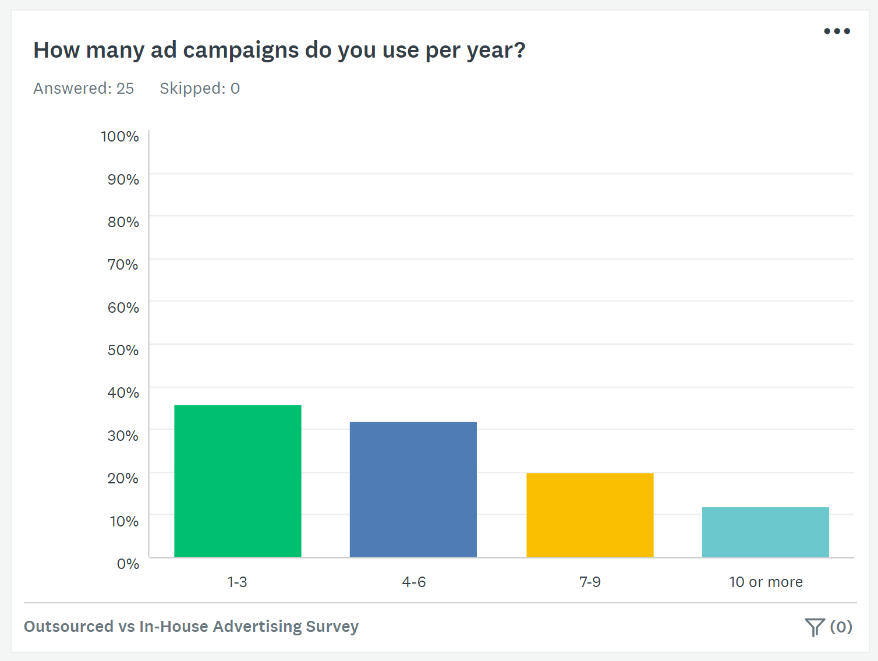 How many ad campaigns do you use per year?
Answered: 25 Skipped: 0
100%
90%
80%
70%
60%
50%
40%
30%
20%
10%
0%
1-3 4-6 7-9 10 or more
Outsourced vs In-House Advertising Survey (0)